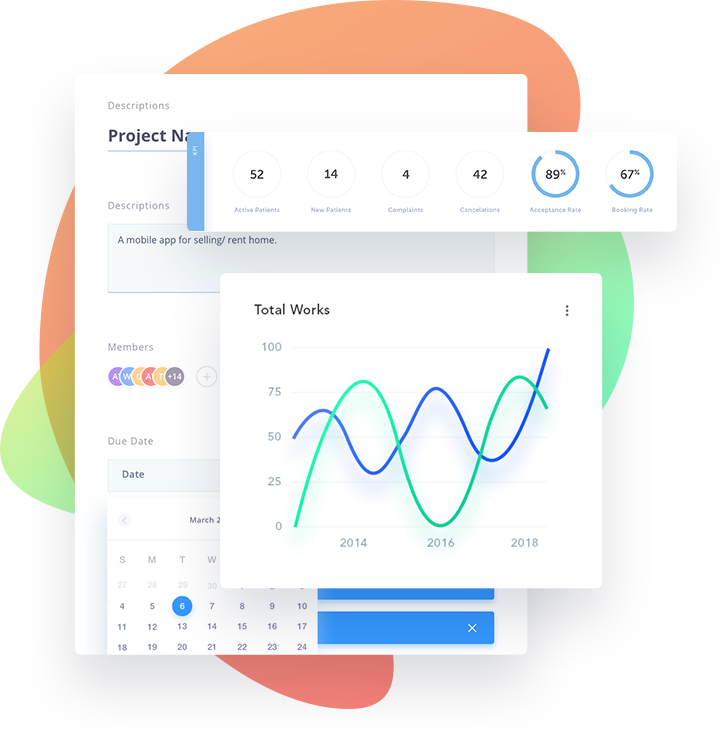 Descriptions
Project Na
KPI
52
14
4
42
89%
67%
Active Patients
New Patients
Complaints
Cancelations
Acceptance Rate
Booking Rate
Descriptions
A mobile app for selling/ rent home.
Total Works
100
75
50
25
0
2014
2016
2018
Members
A W A T +14
Due Date
Date
March 2
S M T W
27 28 29 30
4 5 6 7 8 9 10
11 12 13 14 15 16 17
18 19 20 21 22 23 24